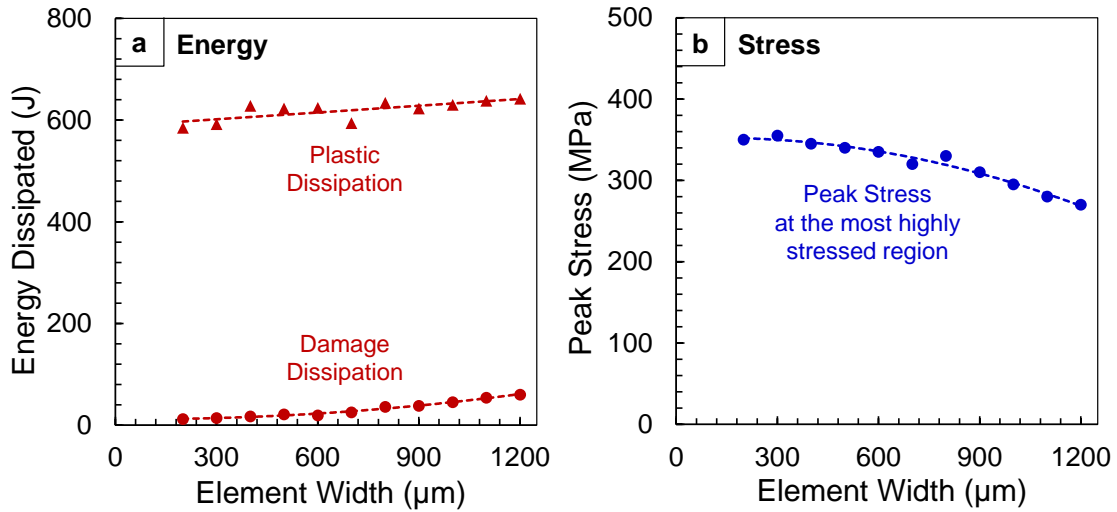 a Energy
Energy Dissipated (J)
800
600
400
200
0
Plastic
Dissipation
Damage
Dissipation
0 300 600 900 1200
Element Width (µm)
b Stress
Peak Stress (MPa)
500
400
300
200
100
0
Peak Stress
at the most highly
stressed region
0 300 600 900 1200
Element Width (µm)